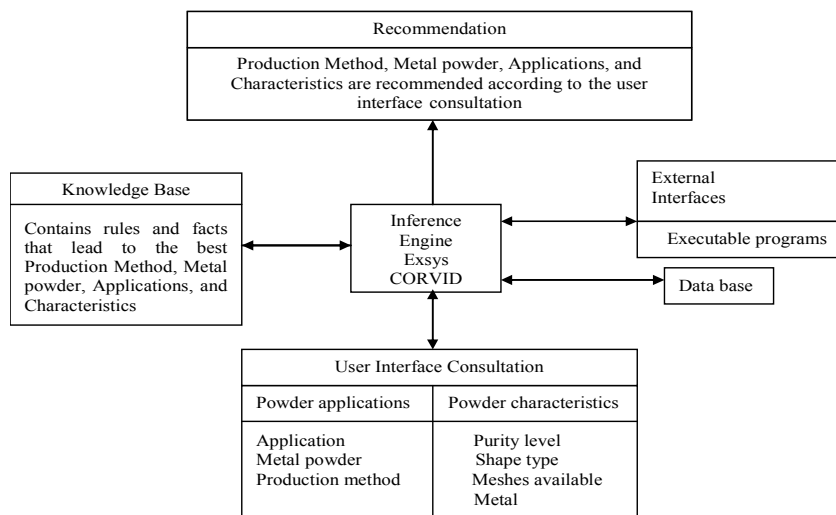 Recommendation
Production Method, Metal powder, Applications, and
Characteristics are recommended according to the user
interface consultation
Knowledge Base
Contains rules and facts
that lead to the best
Production Method, Metal
powder, Applications, and
Characteristics
Inference
Engine
Exsys
CORVID
External
Interfaces
Executable programs
Data base
User Interface Consultation
Powder applications
Application
Metal powder
Production method
Powder characteristics
Purity level
Shape type
Meshes available
Metal